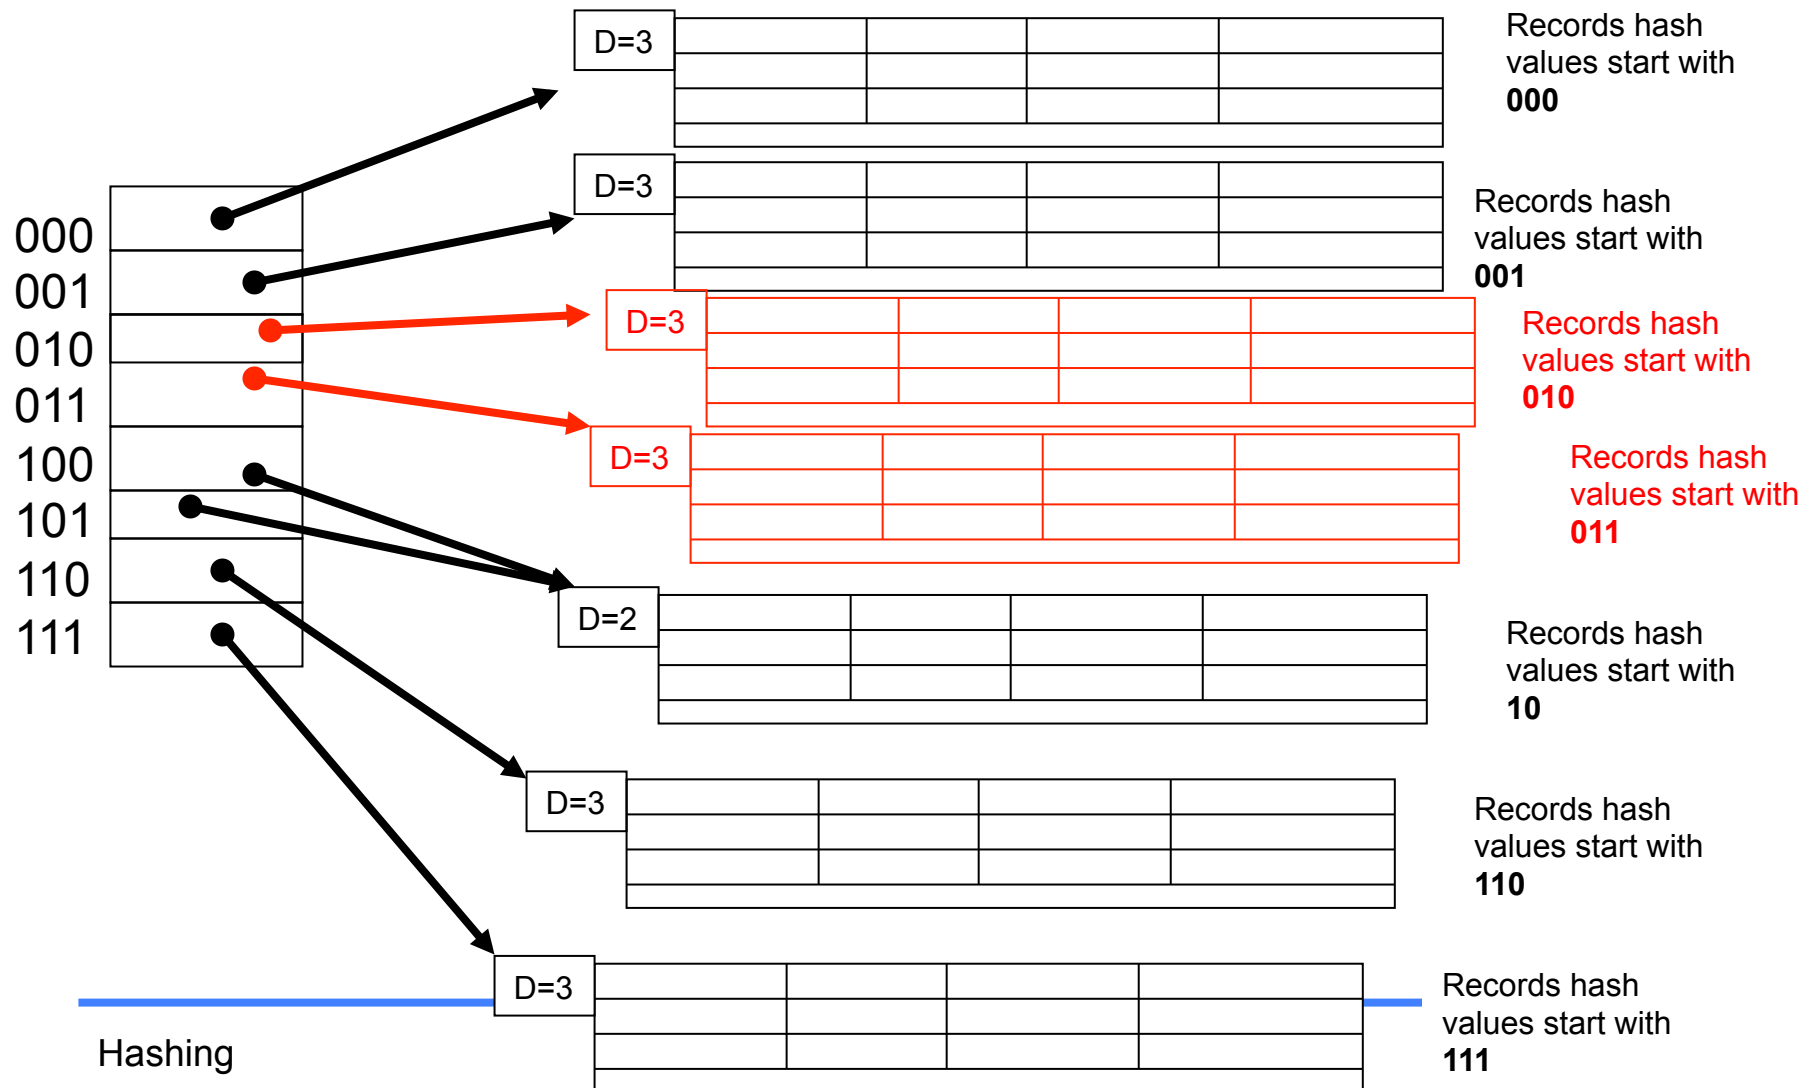 D=3
Records hash
values start with
000
D=3
Records hash
values start with
001
000
001
010
011
100
101
110
111
D=3
Records hash
values start with
010
D=3
Records hash
values start with
011
D=2
Records hash
values start with
10
D=3
Records hash
values start with
110
D=3
Records hash
values start with
111
Hashing